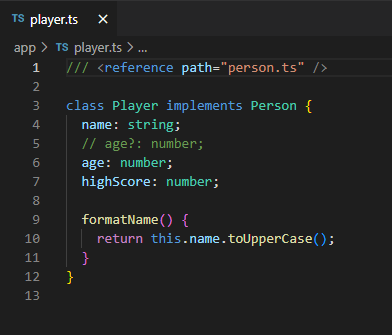 TS player.ts ×
app > TS player.ts > ...
1 /// <reference path="person.ts" />
2
3 class Player implements Person {
4 name: string;
5 // age?: number;
6 age: number;
7 highScore: number;
8
9 formatName() {
10 return this.name.toUpperCase();
11 }
12 }
13